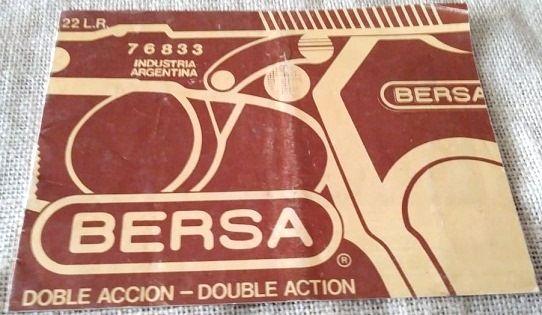 22 L.R
76833
INDUSTRIA
ARGENTINA
BERSA
BERSA
®
DOBLE ACCION – DOUBLE ACTION